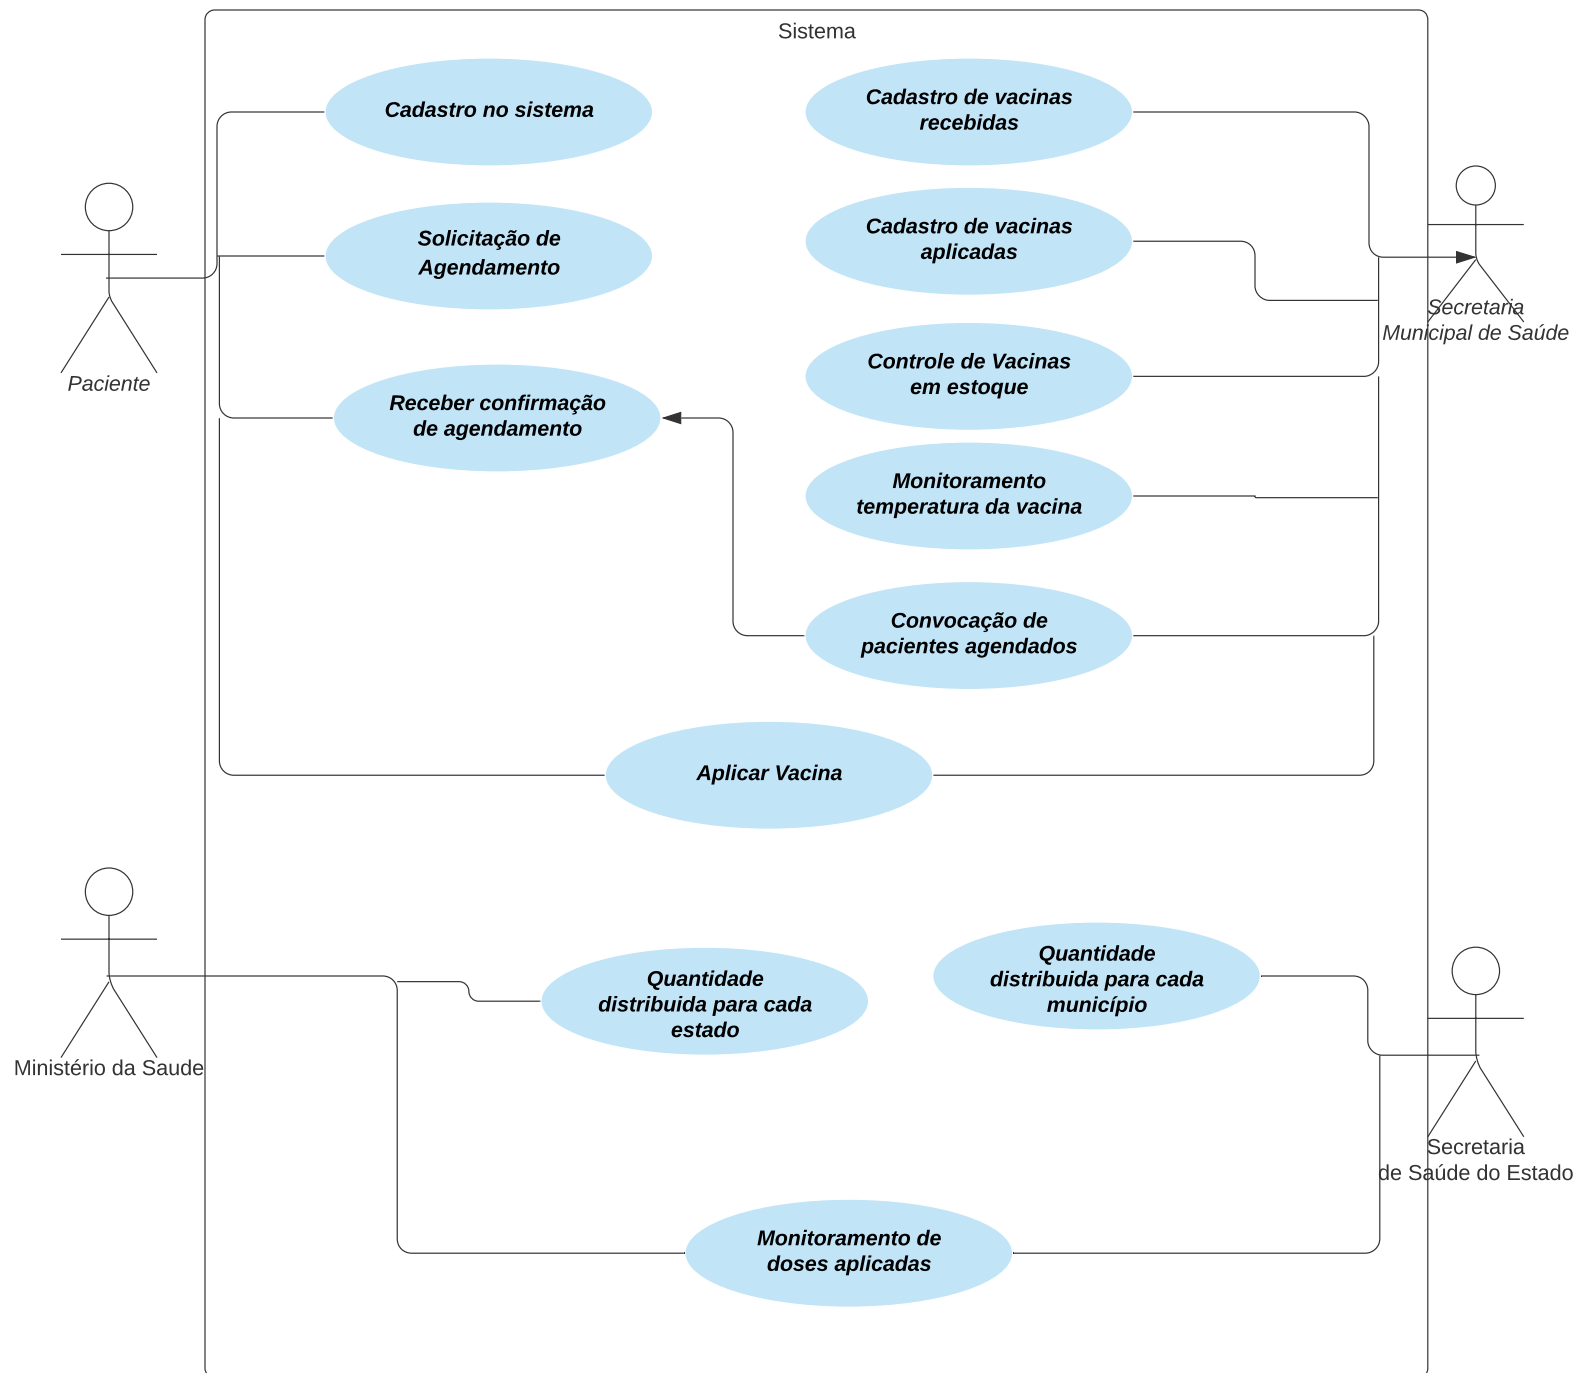 Sistema
Cadastro no sistema
Cadastro de vacinas
recebidas
Solicitação de
Agendamento
Cadastro de vacinas
aplicadas
Paciente
Secretaria
Municipal de Saúde
Receber confirmação
de agendamento
Controle de Vacinas
em estoque
Monitoramento
temperatura da vacina
Convocação de
pacientes agendados
Aplicar Vacina
Ministério da Saude
Quantidade
distribuida para cada
estado
Quantidade
distribuida para cada
município
Secretaria
de Saúde do Estado
Monitoramento de
doses aplicadas